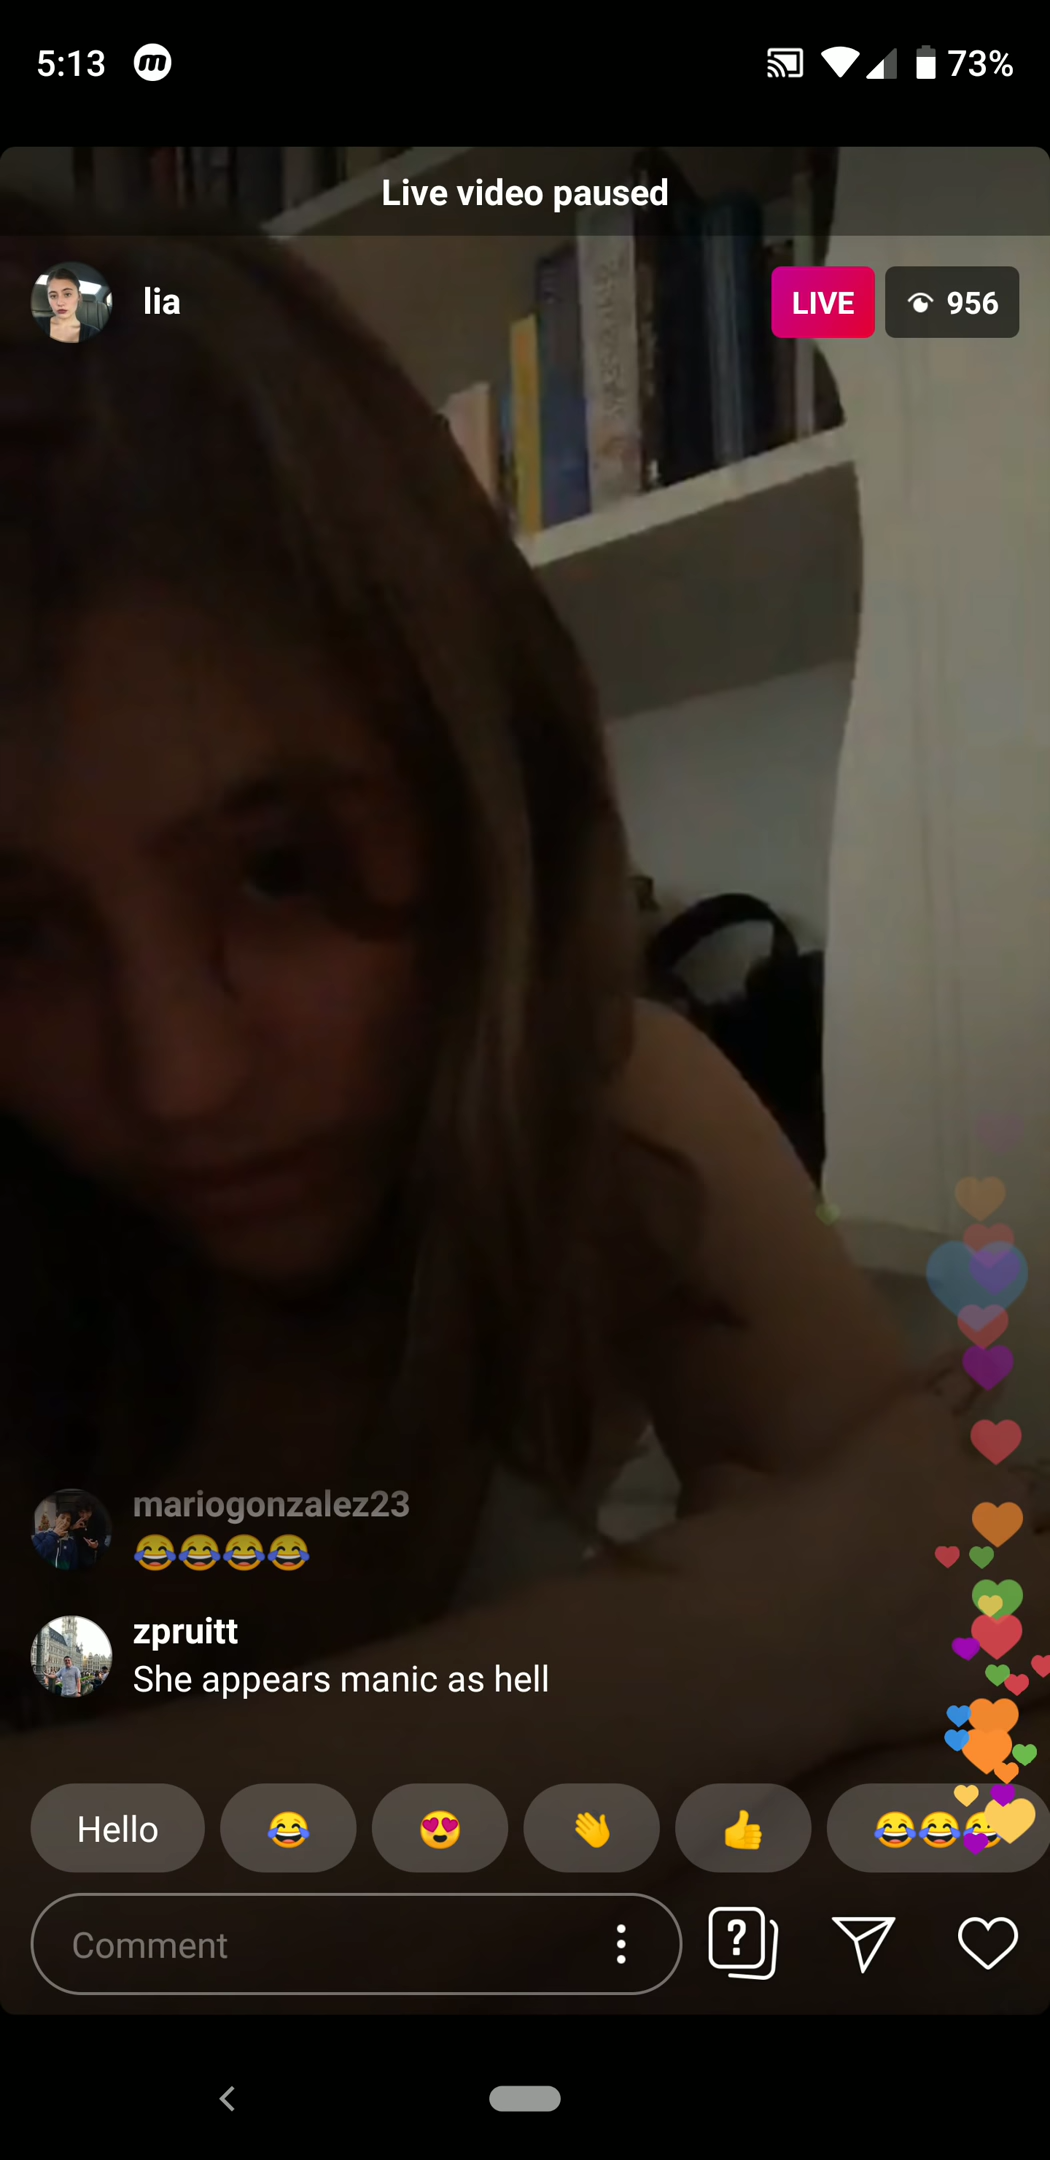 5:13
73%
Live video paused
lia
LIVE
956
mariogonzalez23
😂😂😂😂
zpruitt
She appears manic as hell
Hello
Comment